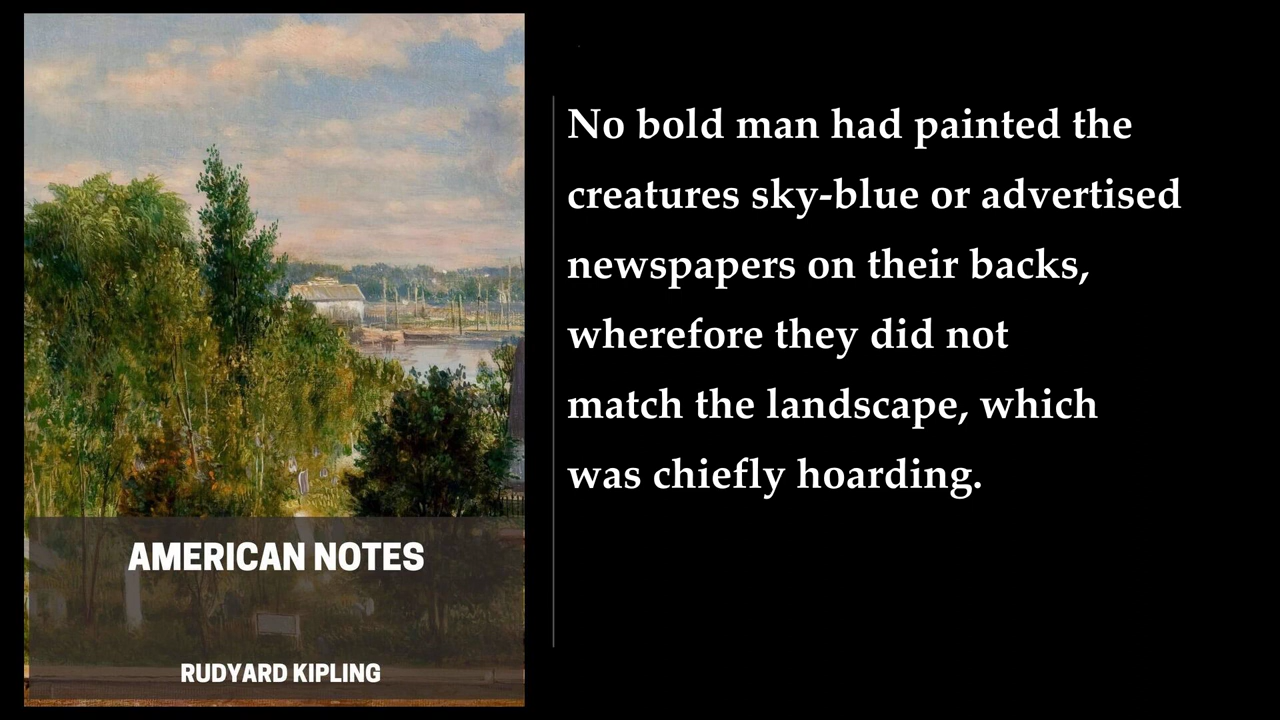 AMERICAN NOTES
RUDYARD KIPLING
No bold man had painted the
creatures sky-blue or advertised
newspapers on their backs,
wherefore they did not
match the landscape, which
was chiefly hoarding.